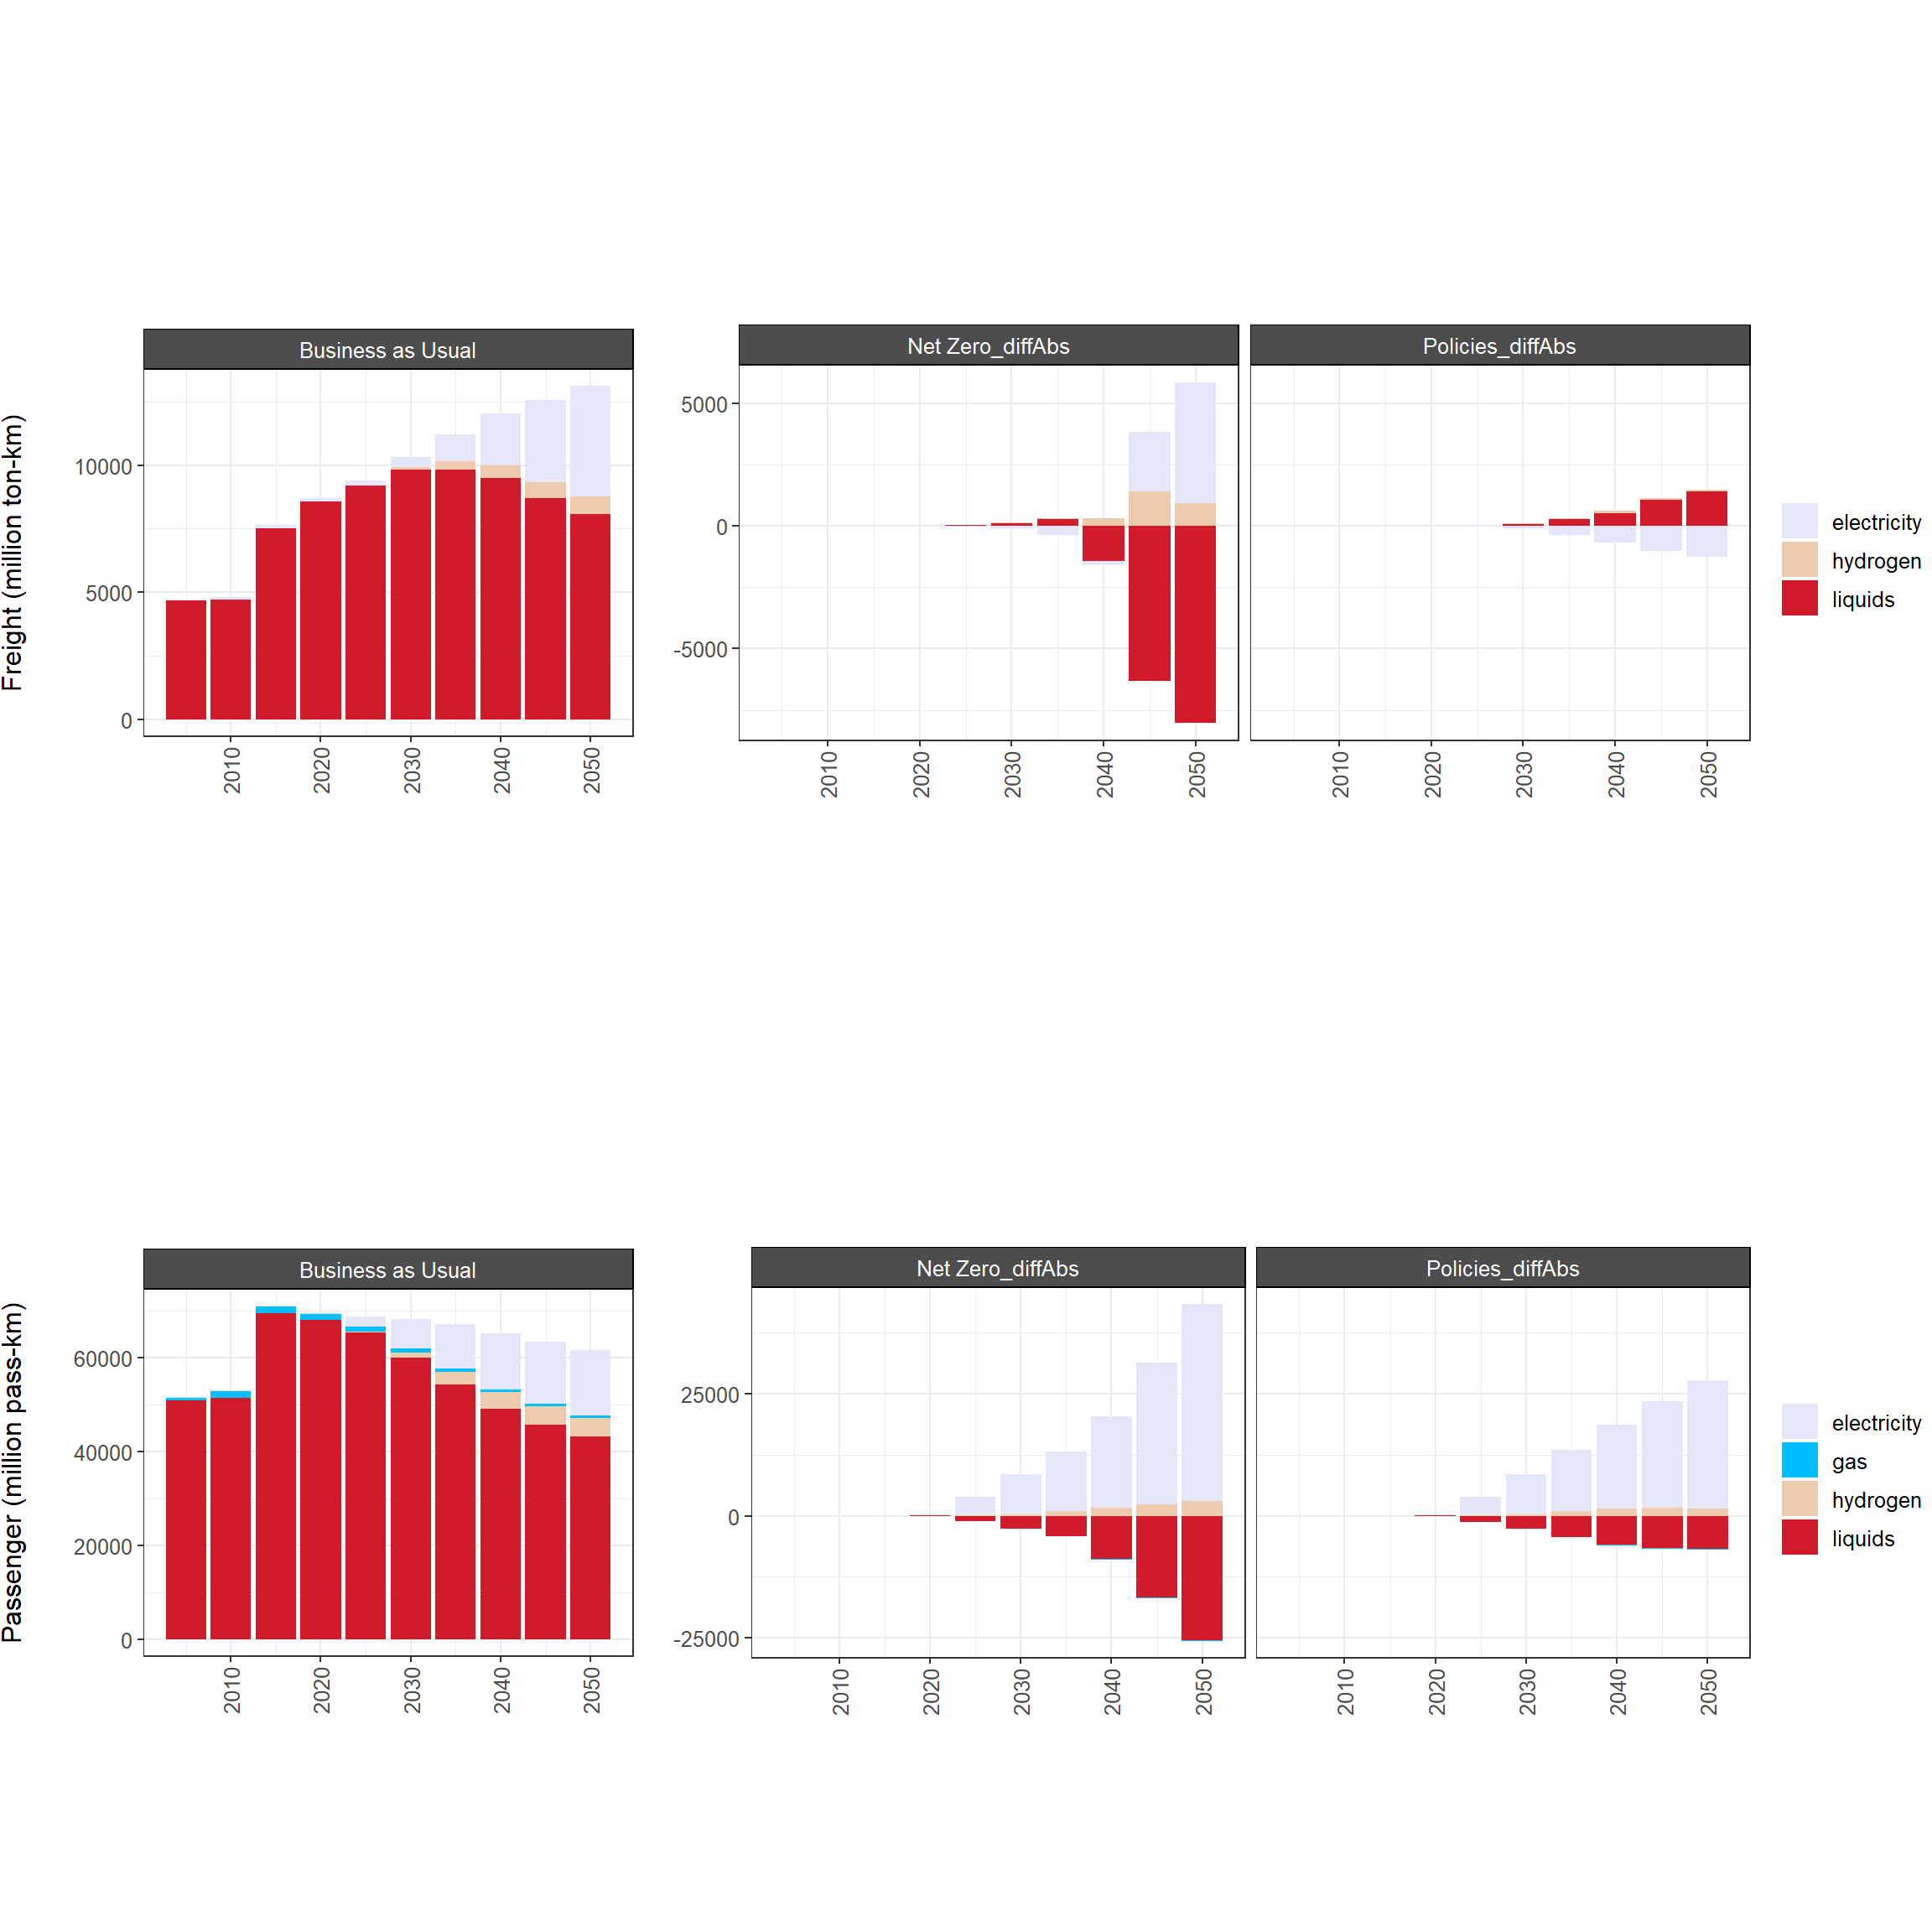 Freight (million ton-km)
Business as Usual
10000
5000
0
2010
2020
2030
2040
2050
Net Zero_diffAbs
Policies_diffAbs
5000
0
-5000
2010
2020
2030
2040
2050
2010
2020
2030
2040
2050
electricity
hydrogen
liquids
Passenger (million pass-km)
Business as Usual
60000
40000
20000
0
2010
2020
2030
2040
2050
Net Zero_diffAbs
Policies_diffAbs
25000
0
-25000
2010
2020
2030
2040
2050
2010
2020
2030
2040
2050
electricity
gas
hydrogen
liquids